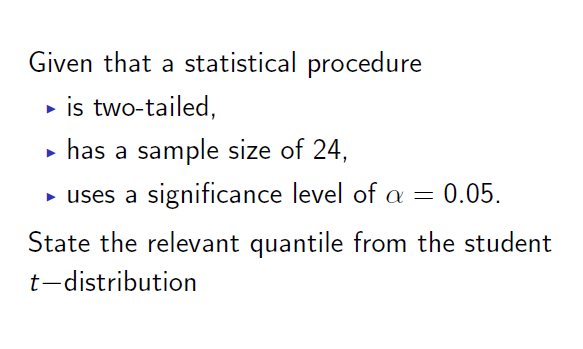 Given that a statistical procedure
▶ is two-tailed,
▶ has a sample size of 24,
▶ uses a significance level of α = 0.05.
State the relevant quantile from the student
t−distribution